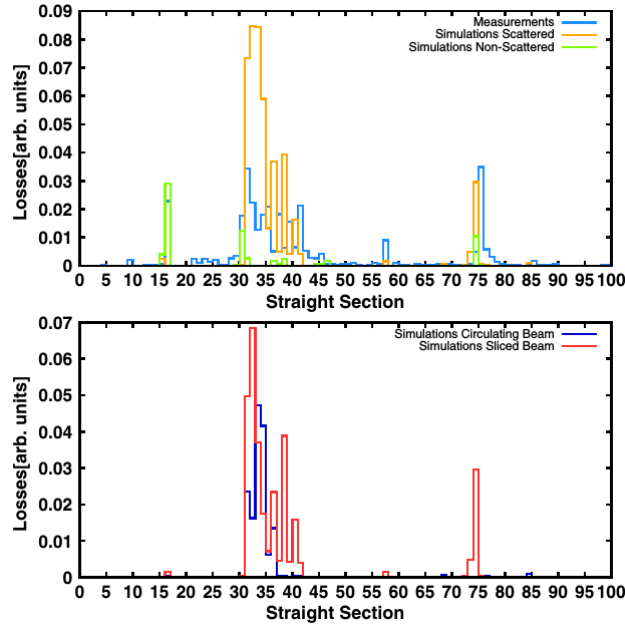 0.09
0.08
0.07
0.06
0.05
0.04
0.03
0.02
0.01
0
Losses[arb. units]
Measurements
Simulations Scattered
Simulations Non-Scattered
0 5 10 15 20 25 30 35 40 45 50 55 60 65 70 75 80 85 90 95 100
Straight Section
0.07
0.06
0.05
0.04
0.03
0.02
0.01
0
Losses[arb. units]
Simulations Circulating Beam
Simulations Sliced Beam
0 5 10 15 20 25 30 35 40 45 50 55 60 65 70 75 80 85 90 95 100
Straight Section